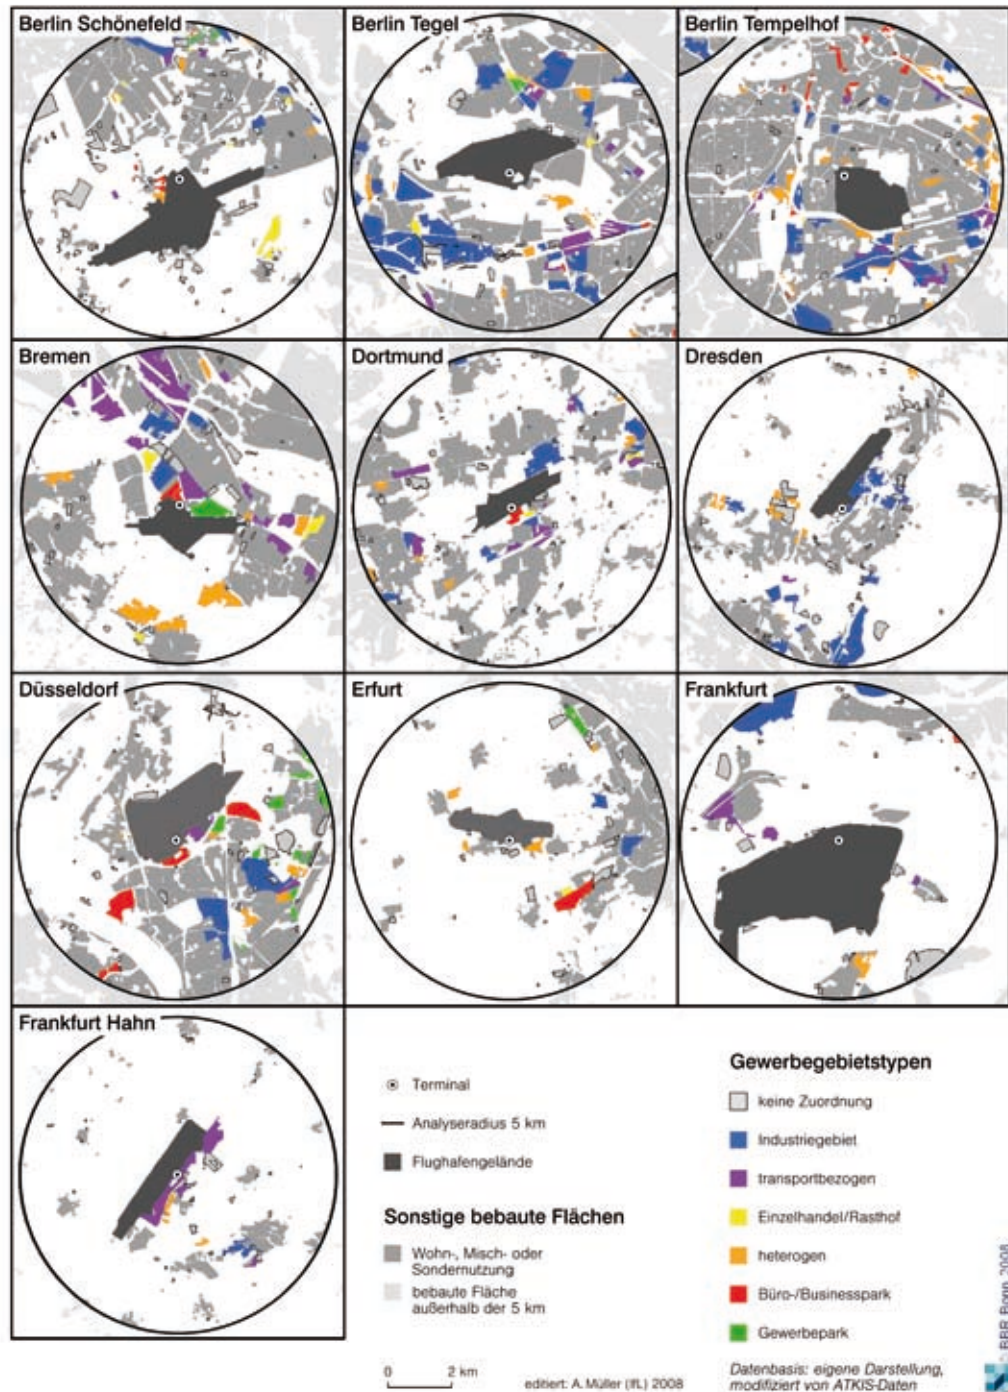 Berlin Schönefeld
Berlin Tegel
Berlin Tempelhof
Bremen
Dortmund
Dresden
Düsseldorf
Erfurt
Frankfurt
Frankfurt Hahn
Terminal
Analyseradius 5 km
Flughafengelände
Sonstige bebaute Flächen
Wohn-, Misch- oder
Sondernutzung
bebaute Fläche
außerhalb der 5 km
0 2 km
editiert: A. Müller (IfL) 2008
Gewerbegebietstypen
keine Zuordnung
Industriegebiet
transportbezogen
Einzelhandel/Rasthof
heterogen
Büro-/Businesspark
Gewerbepark
Datenbasis: eigene Darstellung,
modifiziert von ATKIS-Daten
© BBR Bonn 2008